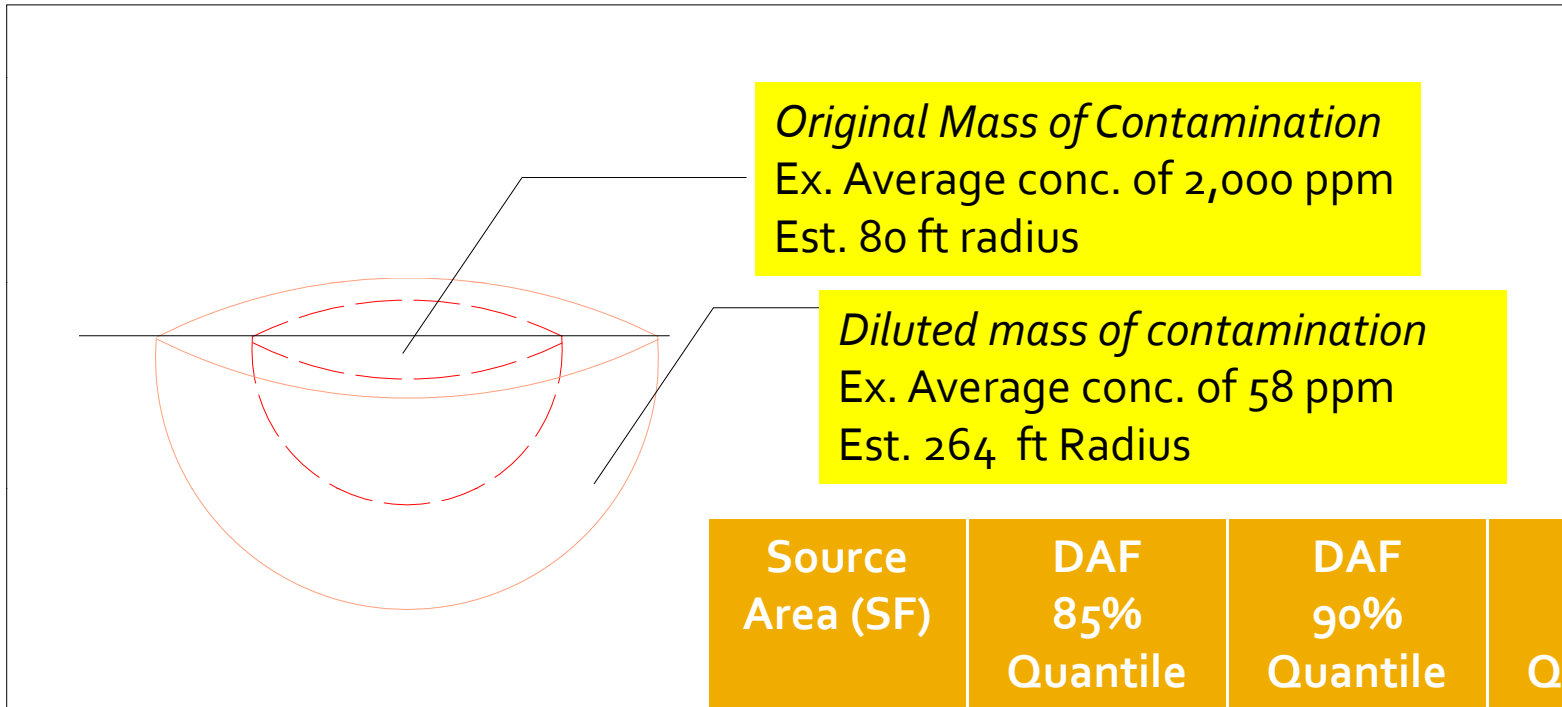 Original Mass of Contamination
Ex. Average conc. of 2,000 ppm
Est. 80 ft radius
Diluted mass of contamination
Ex. Average conc. of 58 ppm
Est. 264 ft Radius
Source Area (SF)
DAF 85% Quantile
DAF 90% Quantile